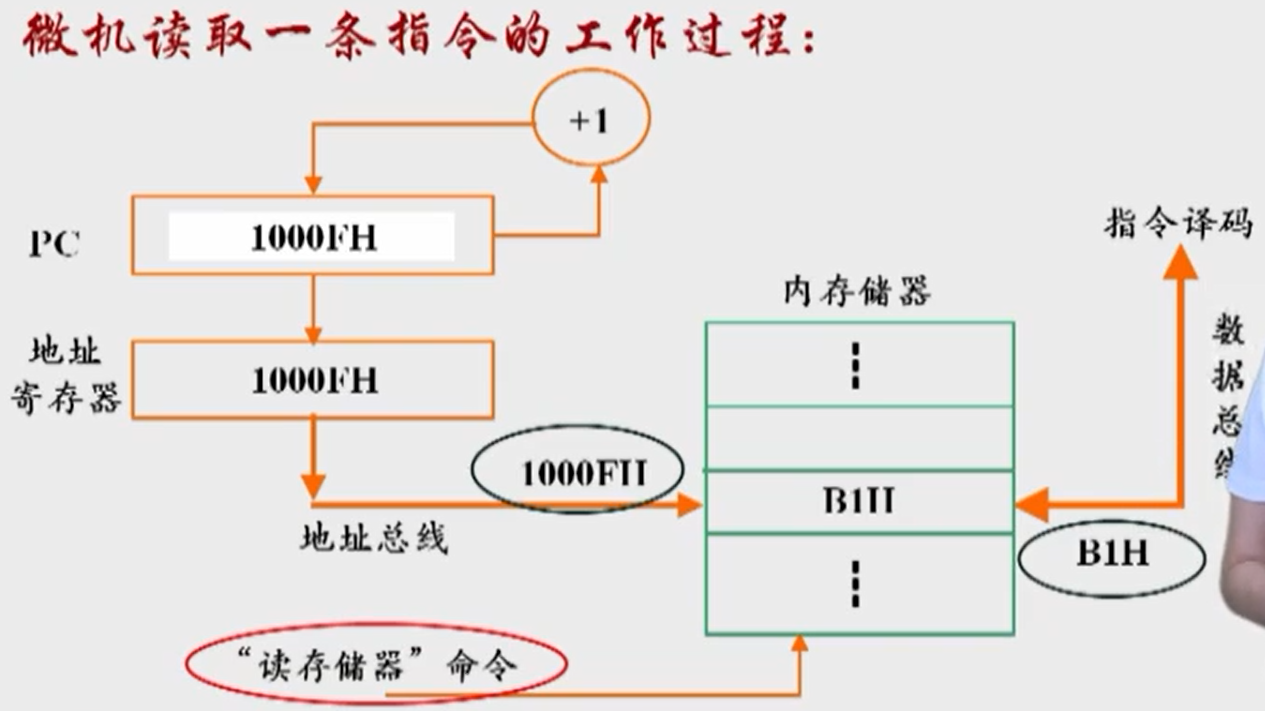 微机读取一条指令的工作过程：
+1
PC
1000FH
指令译码
内存储器
地址
寄存器
1000FH
数
据
总
线
1000FH
B1H
地址总线
B1H
“读存储器”命令